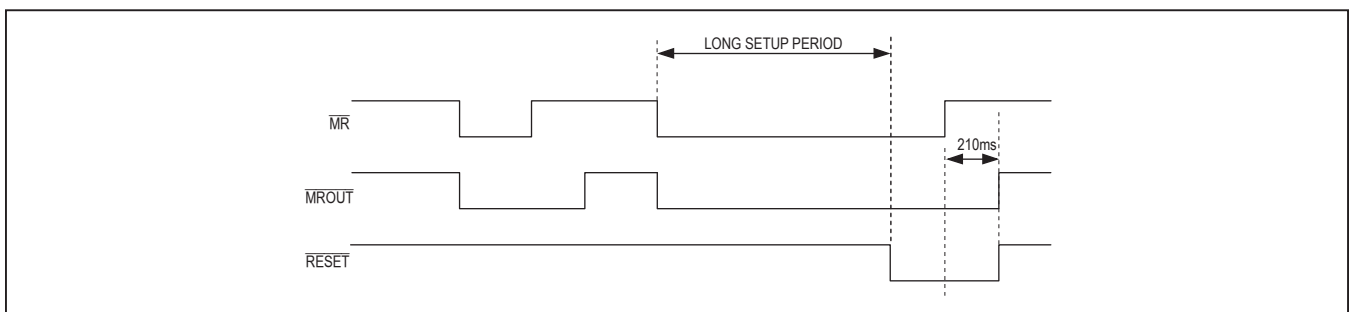 LONG SETUP PERIOD
MR
210ms
MROUT
RESET